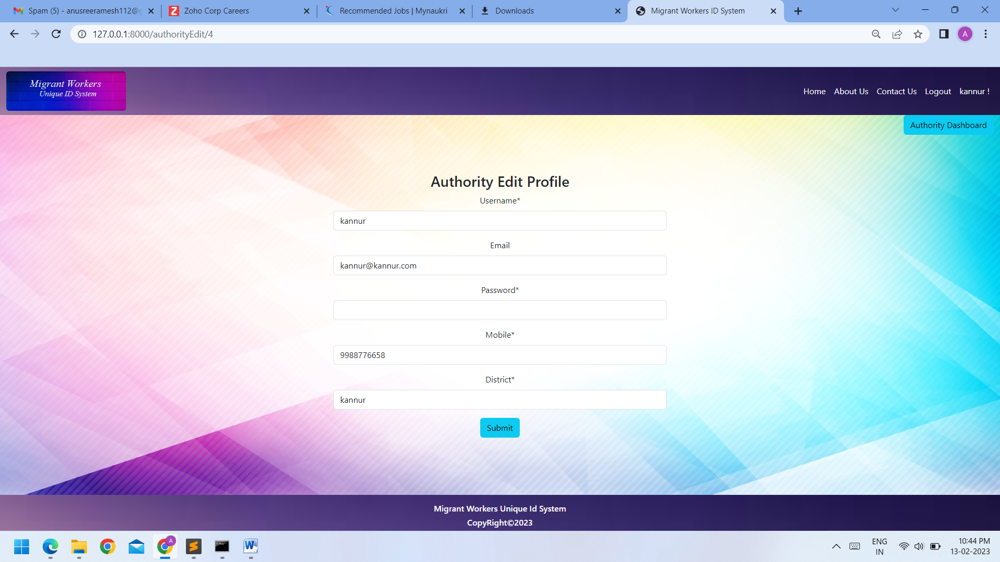 Spam (5) - anusreeramesh112@g
Zoho Corp Careers
Recommended Jobs | Mynaukri
Downloads
Migrant Workers ID System
127.0.0.1:8000/authorityEdit/4
A
Migrant Workers
Unique ID System
Home About Us Contact Us Logout kannur !
Authority Dashboard
Authority Edit Profile
Username*
kannur
Email
kannur@kannur.com
Password*
Mobile*
9988776658
District*
kannur
Submit
Migrant Workers Unique Id System
CopyRight©2023
A
ENG
IN
10:44 PM
13-02-2023